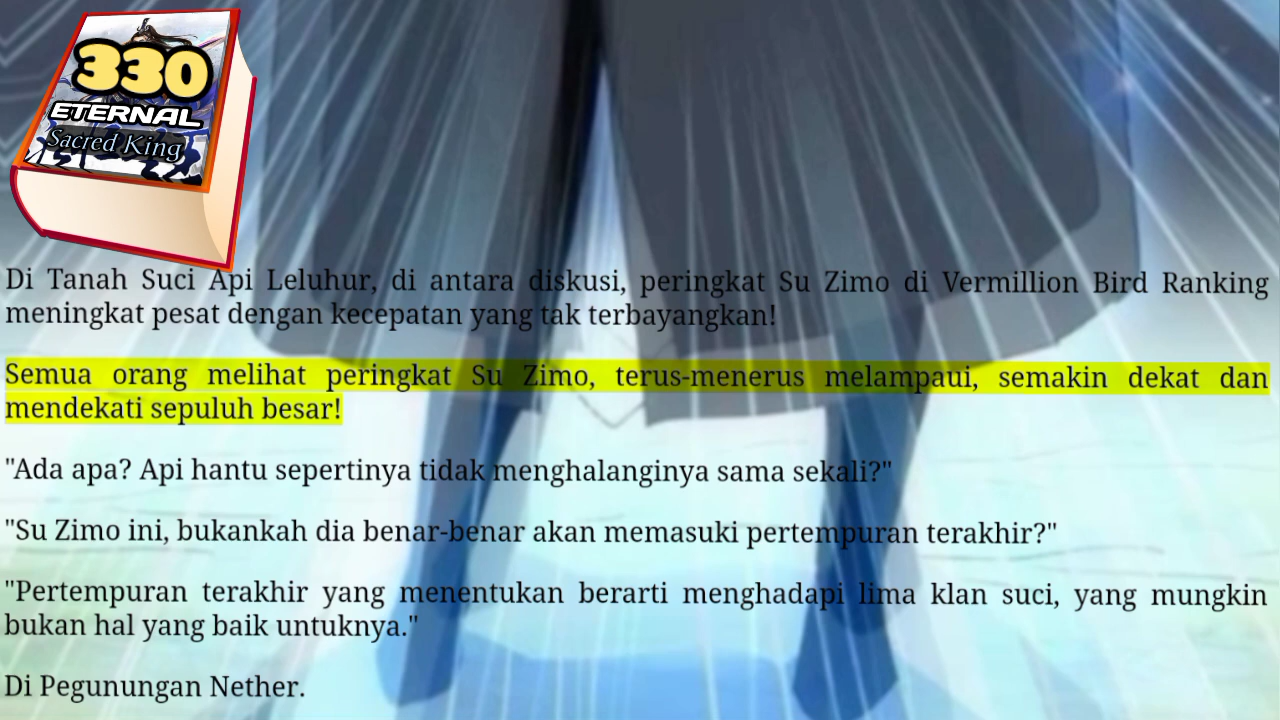 330
ETERNAL
Sacred King
Di Tanah Suci Api Leluhur, di antara diskusi, peringkat Su Zimo di Vermillion Bird Ranking
meningkat pesat dengan kecepatan yang tak terbayangkan!
Semua orang melihat peringkat Su Zimo, terus-menerus melampaui, semakin dekat dan
mendekati sepuluh besar!
"Ada apa? Api hantu sepertinya tidak menghalanginya sama sekali?"
"Su Zimo ini, bukankah dia benar-benar akan memasuki pertempuran terakhir?"
"Pertempuran terakhir yang menentukan berarti menghadapi lima klan suci, yang mungkin
bukan hal yang baik untuknya."
Di Pegunungan Nether.